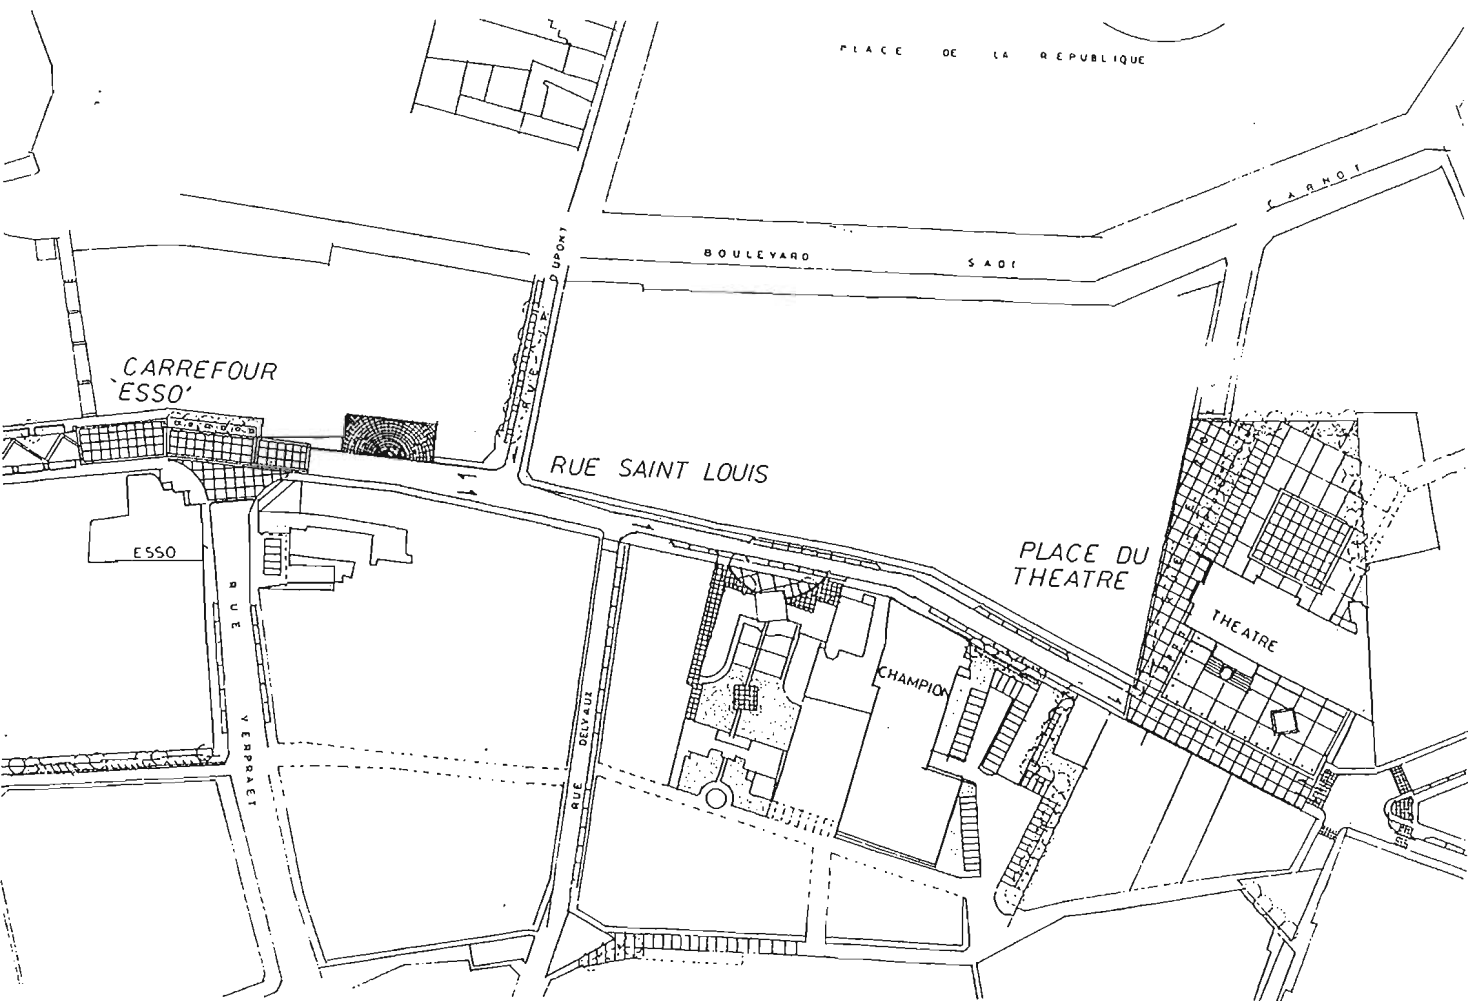 PLACE DE LA REPUBLIQUE
CARNOT
BOULEVARD SADI
DUPONT
RUE
CARREFOUR
'ESSO'
RUE SAINT LOUIS
PLACE DU
THEATRE
ESSO
THEATRE
CHAMPION
RUE VERPRAET
RUE DELVAUX